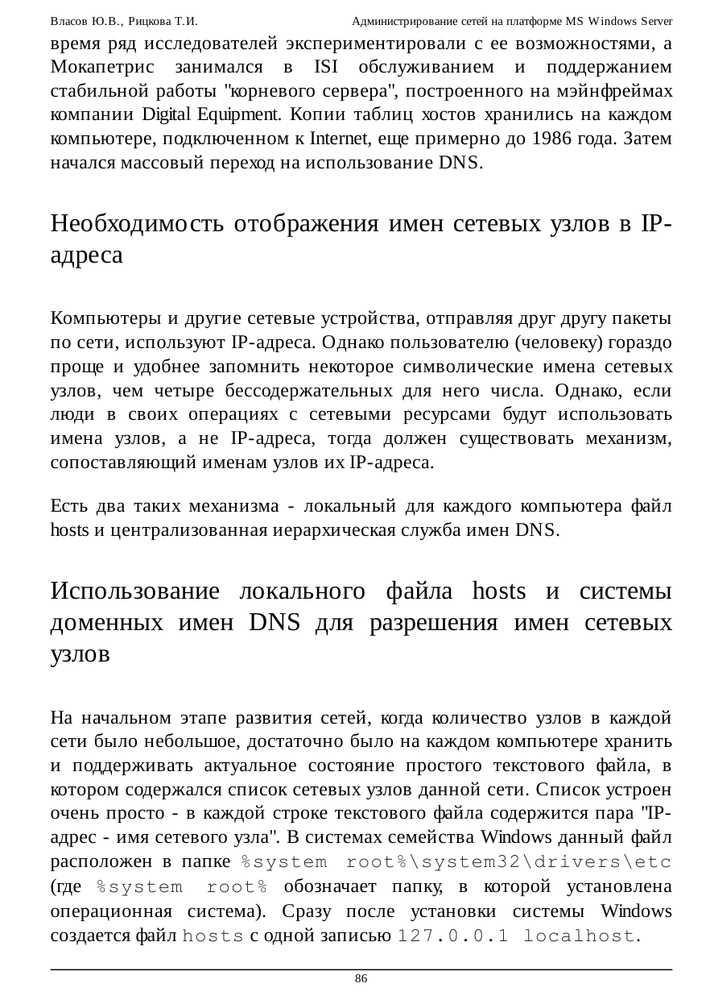 Власов Ю.В., Рицкова Т.И. Администрирование сетей на платформе MS Windows Server
время ряд исследователей экспериментировали с ее возможностями, а
Мокапетрис занимался в ISI обслуживанием и поддержанием
стабильной работы "корневого сервера", построенного на мэйнфреймах
компании Digital Equipment. Копии таблиц хостов хранились на каждом
компьютере, подключенном к Internet, еще примерно до 1986 года. Затем
начался массовый переход на использование DNS.
Необходимость отображения имен сетевых узлов в IP-
адреса
Компьютеры и другие сетевые устройства, отправляя друг другу пакеты
по сети, используют IP-адреса. Однако пользователю (человеку) гораздо
проще и удобнее запомнить некоторое символические имена сетевых
узлов, чем четыре бессодержательных для него числа. Однако, если
люди в своих операциях с сетевыми ресурсами будут использовать
имена узлов, а не IP-адреса, тогда должен существовать механизм,
сопоставляющий именам узлов их IP-адреса.
Есть два таких механизма - локальный для каждого компьютера файл
hosts и централизованная иерархическая служба имен DNS.
Использование локального файла hosts и системы
доменных имен DNS для разрешения имен сетевых
узлов
На начальном этапе развития сетей, когда количество узлов в каждой
сети было небольшое, достаточно было на каждом компьютере хранить
и поддерживать актуальное состояние простого текстового файла, в
котором содержался список сетевых узлов данной сети. Список устроен
очень просто - в каждой строке текстового файла содержится пара "IP-
адрес - имя сетевого узла". В системах семейства Windows данный файл
расположен в папке %system root%\system32\drivers\etc
(где %system root% обозначает папку, в которой установлена
операционная система). Сразу после установки системы Windows
создается файл hosts с одной записью 127.0.0.1 localhost.
86